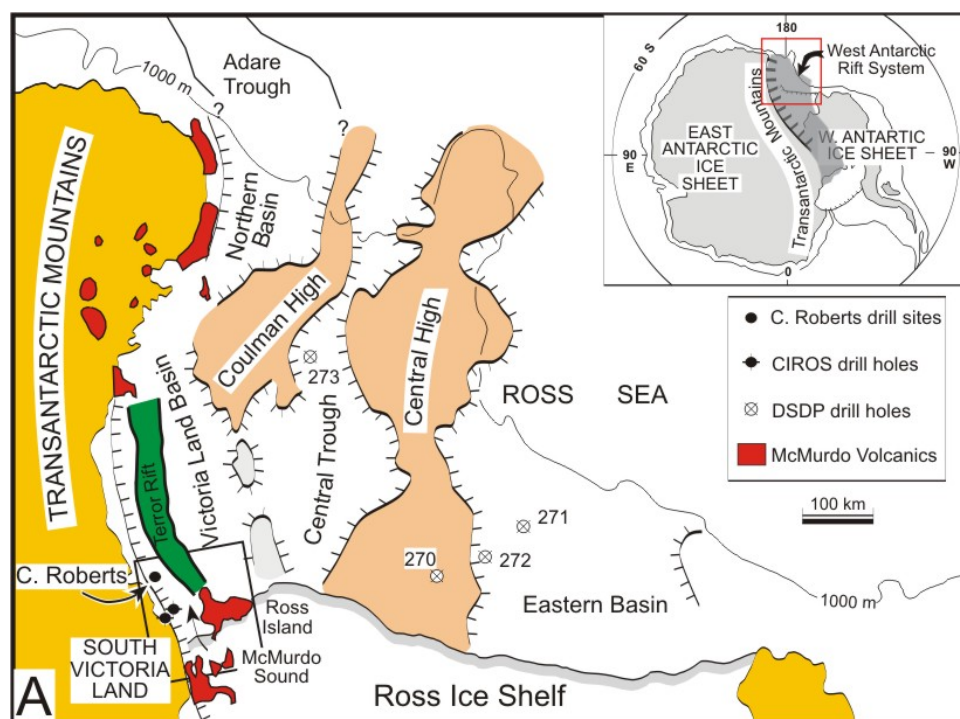 Adare
Trough
1000 m
?
?
TRANSANTARCTIC MOUNTAINS
Northern
Basin
Coulman High
Central High
273
Victoria Land Basin
Central Trough
Terror Rift
ROSS SEA
271
270
272
Eastern Basin
1000 m
C. Roberts
Ross
Island
SOUTH
VICTORIA
LAND
McMurdo
Sound
Ross Ice Shelf
A
180
60 S
West Antarctic
Rift System
EAST
ANTARCTIC
ICE
SHEET
Transantarctic Mountains
W. ANTARTIC
ICE SHEET
90
E
90
W
0
C. Roberts drill sites
CIROS drill holes
DSDP drill holes
McMurdo Volcanics
100 km